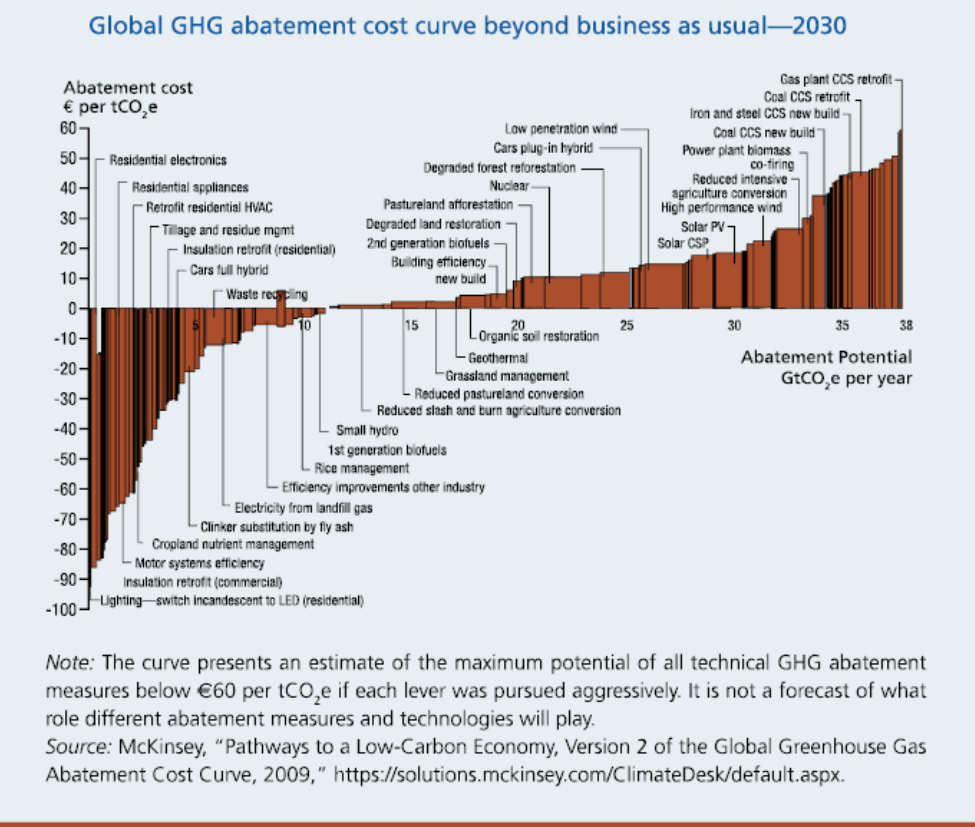 Global GHG abatement cost curve beyond business as usual—2030
Abatement cost
€ per tCO2e
60
50
40
30
20
10
0
-10
-20
-30
-40
-50
-60
-70
-80
-90
-100
Gas plant CCS retrofit
Coal CCS retrofit
Iron and steel CCS new build
Coal CCS new build
Power plant biomass
co-firing
Reduced intensive
agriculture conversion
High performance wind
Solar PV
Solar CSP
Low penetration wind
Cars plug-in hybrid
Degraded forest reforestation
Nuclear
Pastureland afforestation
Degraded land restoration
2nd generation biofuels
Building efficiency
new build
Residential electronics
Residential appliances
Retrofit residential HVAC
Tillage and residue mgmt
Insulation retrofit (residential)
Cars full hybrid
Waste recycling
5
10
15
20
25
30
35
38
Abatement Potential
GtCO2e per year
Organic soil restoration
Geothermal
Grassland management
Reduced pastureland conversion
Reduced slash and burn agriculture conversion
Small hydro
1st generation biofuels
Rice management
Efficiency improvements other industry
Electricity from landfill gas
Clinker substitution by fly ash
Cropland nutrient management
Motor systems efficiency
Insulation retrofit (commercial)
Lighting—switch incandescent to LED (residential)
Note: The curve presents an estimate of the maximum potential of all technical GHG abatement
measures below €60 per tCO2e if each lever was pursued aggressively. It is not a forecast of what
role different abatement measures and technologies will play.
Source: McKinsey, “Pathways to a Low-Carbon Economy, Version 2 of the Global Greenhouse Gas
Abatement Cost Curve, 2009,” https://solutions.mckinsey.com/ClimateDesk/default.aspx.